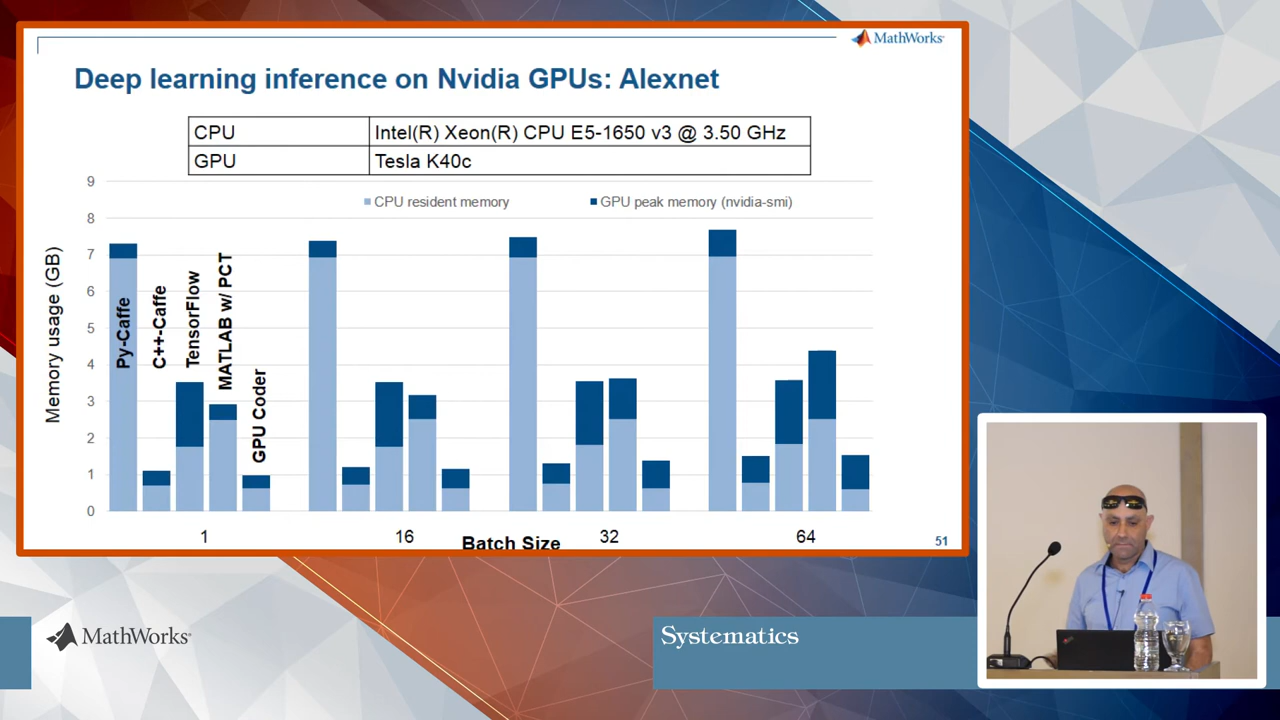 MathWorks
Deep learning inference on Nvidia GPUs: Alexnet
CPU Intel(R) Xeon(R) CPU E5-1650 v3 @ 3.50 GHz
GPU Tesla K40c
CPU resident memory GPU peak memory (nvidia-smi)
Memory usage (GB)
9
8
7
6
5
4
3
2
1
0
Py-Caffe
C++-Caffe
TensorFlow
MATLAB w/ PCT
GPU Coder
1 16 32 64
Batch Size
51
MathWorks
Systematics